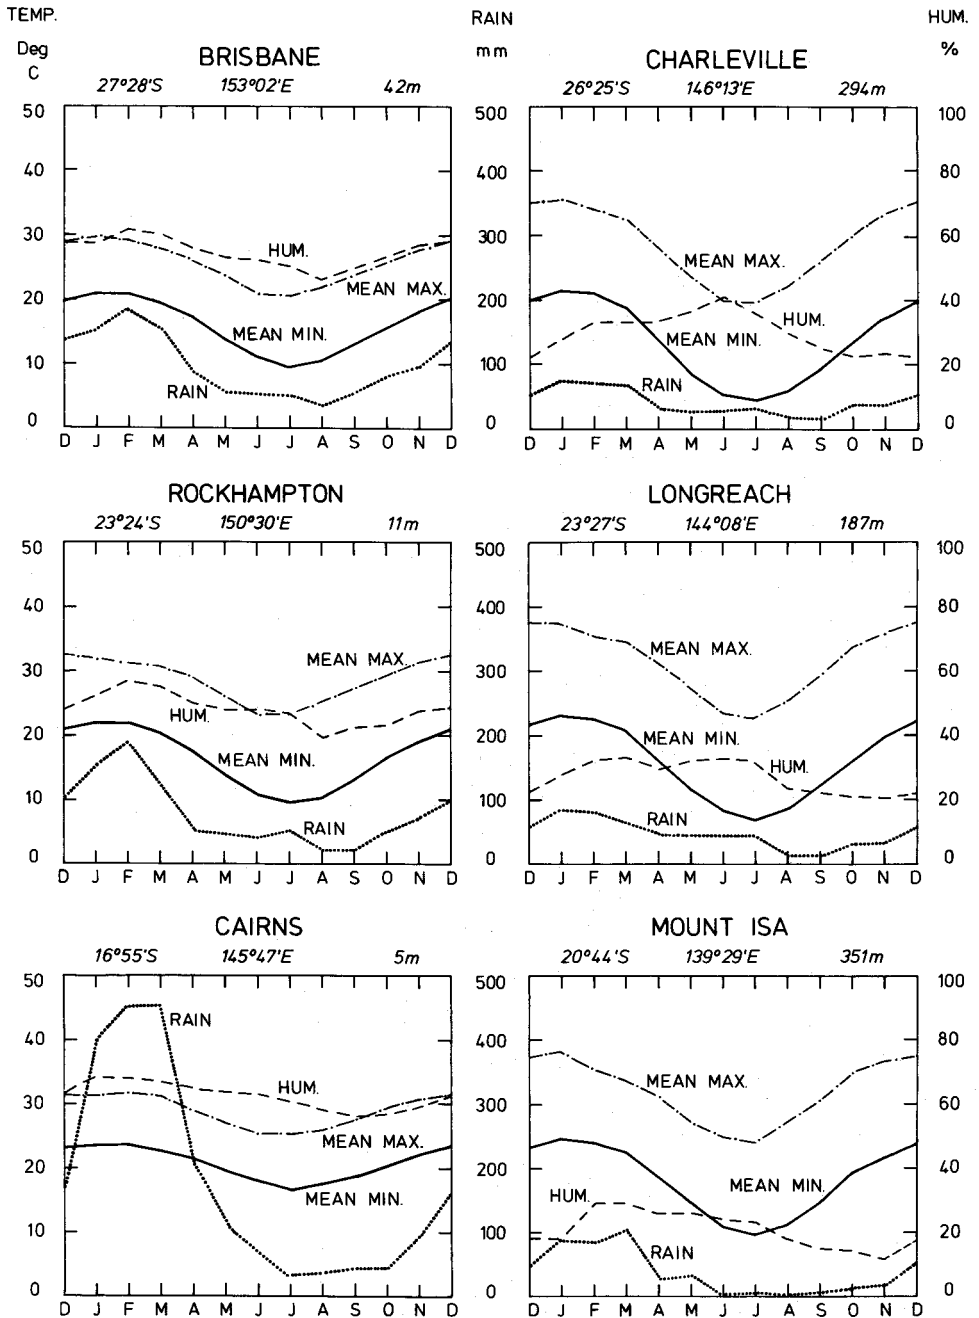 TEMP.
RAIN
HUM.
Deg
C
mm
%
BRISBANE
27°28'S 153°02'E 42m
50
40
30
20
10
0
HUM.
MEAN MAX.
MEAN MIN.
RAIN
D J F M A M J J A S O N D
CHARLEVILLE
26°25'S 146°13'E 294m
500
400
300
200
100
0
100
80
60
40
20
0
MEAN MAX.
HUM.
MEAN MIN.
RAIN
D J F M A M J J A S O N D
ROCKHAMPTON
23°24'S 150°30'E 11m
50
40
30
20
10
0
MEAN MAX.
HUM.
MEAN MIN.
RAIN
D J F M A M J J A S O N D
LONGREACH
23°27'S 144°08'E 187m
500
400
300
200
100
0
100
80
60
40
20
0
MEAN MAX.
MEAN MIN.
HUM.
RAIN
D J F M A M J J A S O N D
CAIRNS
16°55'S 145°47'E 5m
50
40
30
20
10
0
RAIN
HUM.
MEAN MAX.
MEAN MIN.
D J F M A M J J A S O N D
MOUNT ISA
20°44'S 139°29'E 351m
500
400
300
200
100
0
100
80
60
40
20
0
MEAN MAX.
MEAN MIN.
HUM.
RAIN
D J F M A M J J A S O N D